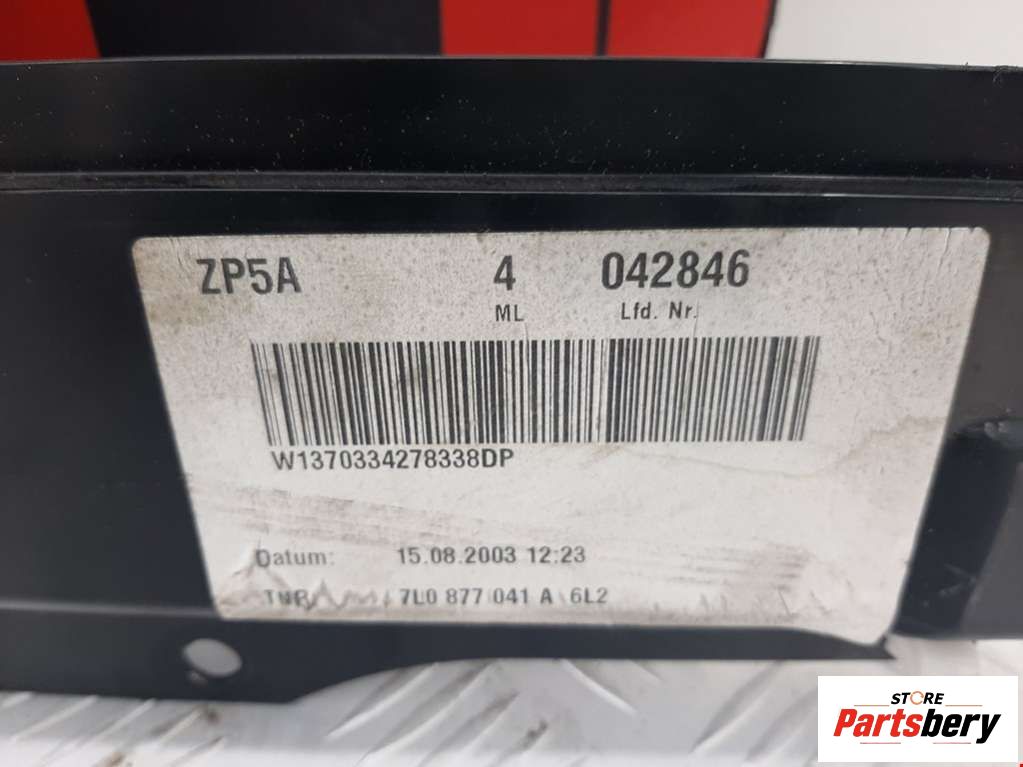 ZP5A 4 042846
ML Lfd. Nr.
W1370334278338DP
Datum: 15.08.2003 12:23
7L0 877 041 A 6L2
STORE
Partsbery